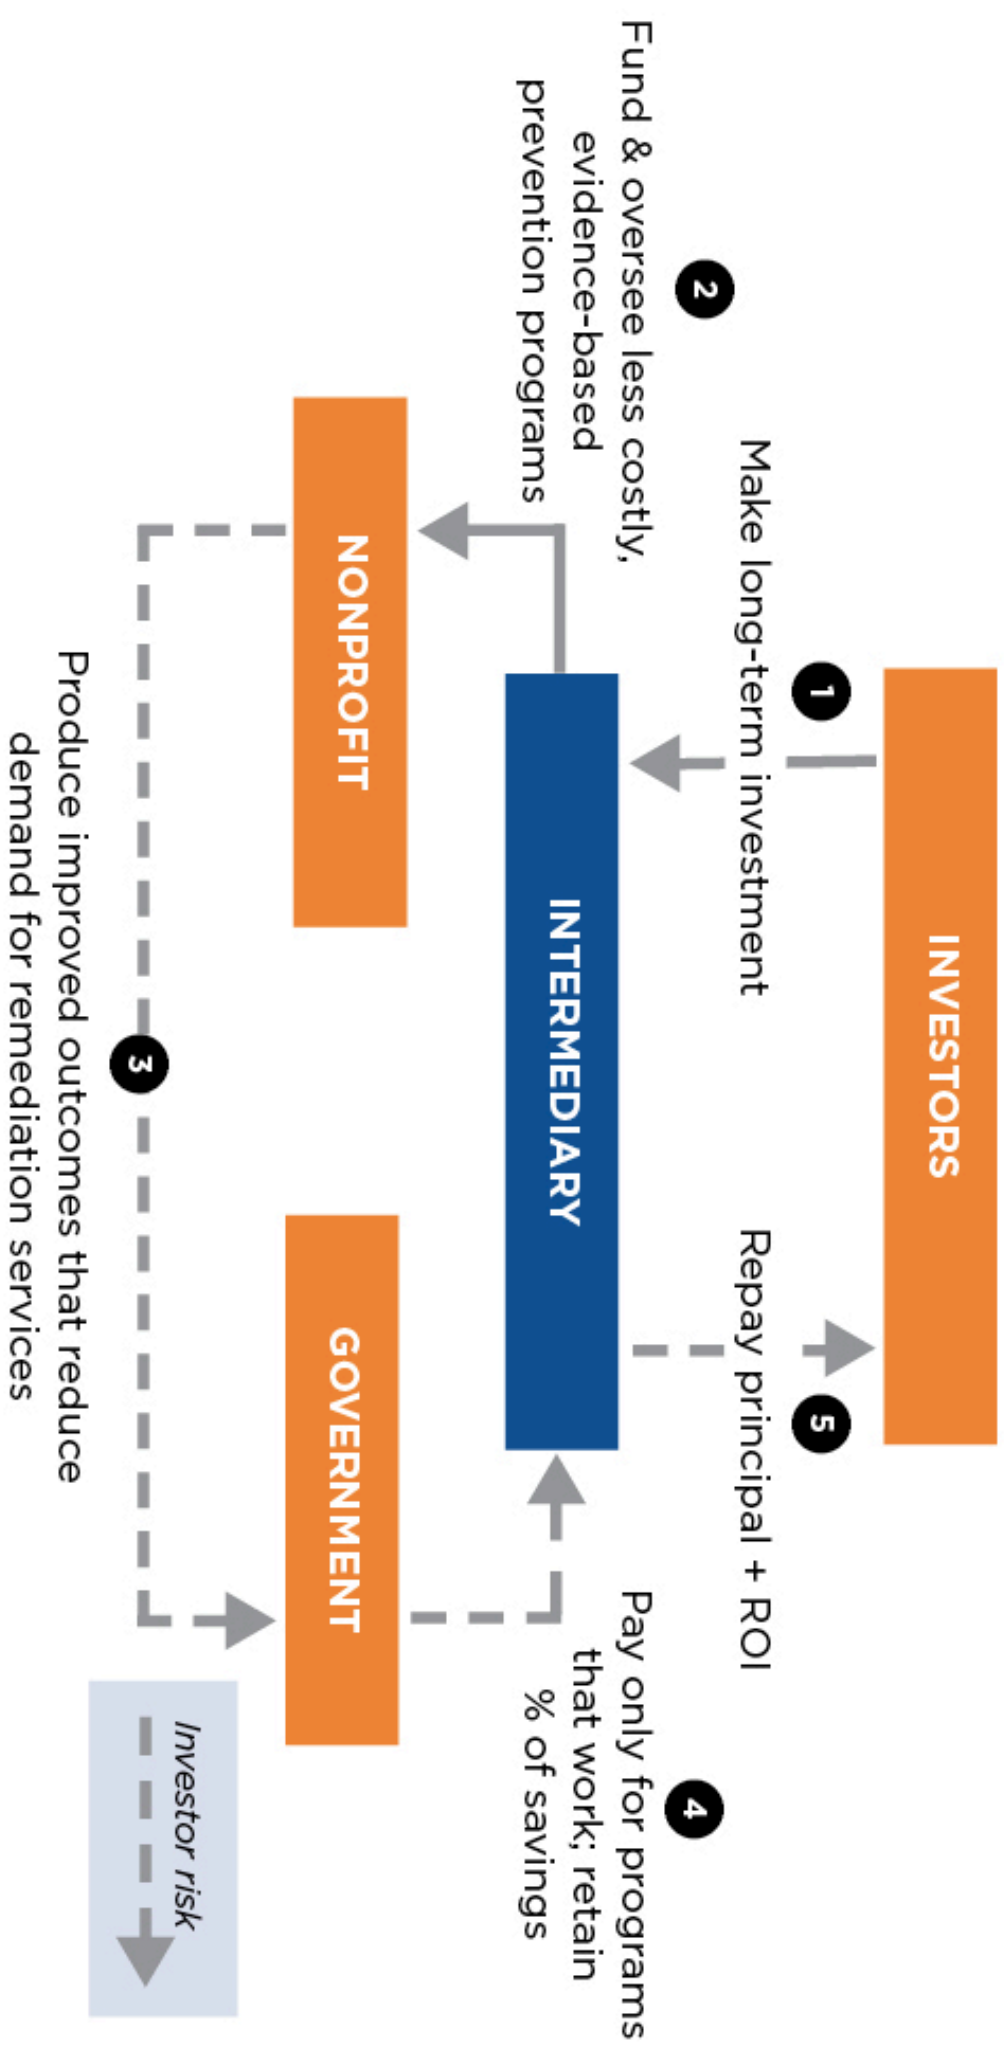 INVESTORS
1
Make long-term investment
5
Repay principal + ROI
2
Fund & oversee less costly,
evidence-based
prevention programs
INTERMEDIARY
4
Pay only for programs
that work; retain
% of savings
NONPROFIT
GOVERNMENT
3
Produce improved outcomes that reduce
demand for remediation services
Investor risk